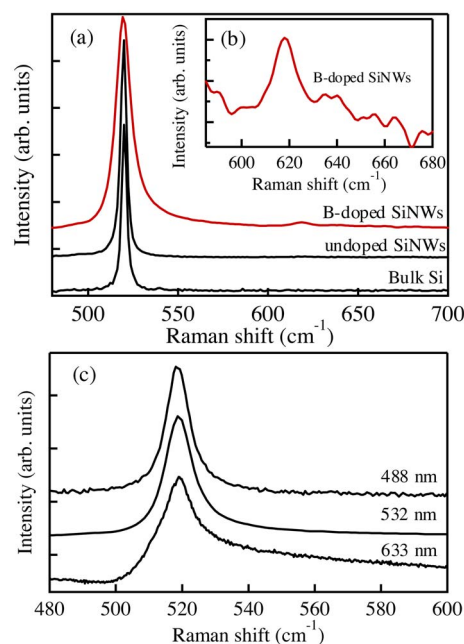 (a)
(b)
B-doped SiNWs
Intensity (arb. units)
600 620 640 660 680
Raman shift (cm-1)
Intensity (arb. units)
B-doped SiNWs
undoped SiNWs
Bulk Si
500 550 600 650 700
Raman shift (cm-1)
(c)
Intensity (arb. units)
488 nm
532 nm
633 nm
480 500 520 540 560 580 600
Raman shift (cm-1)